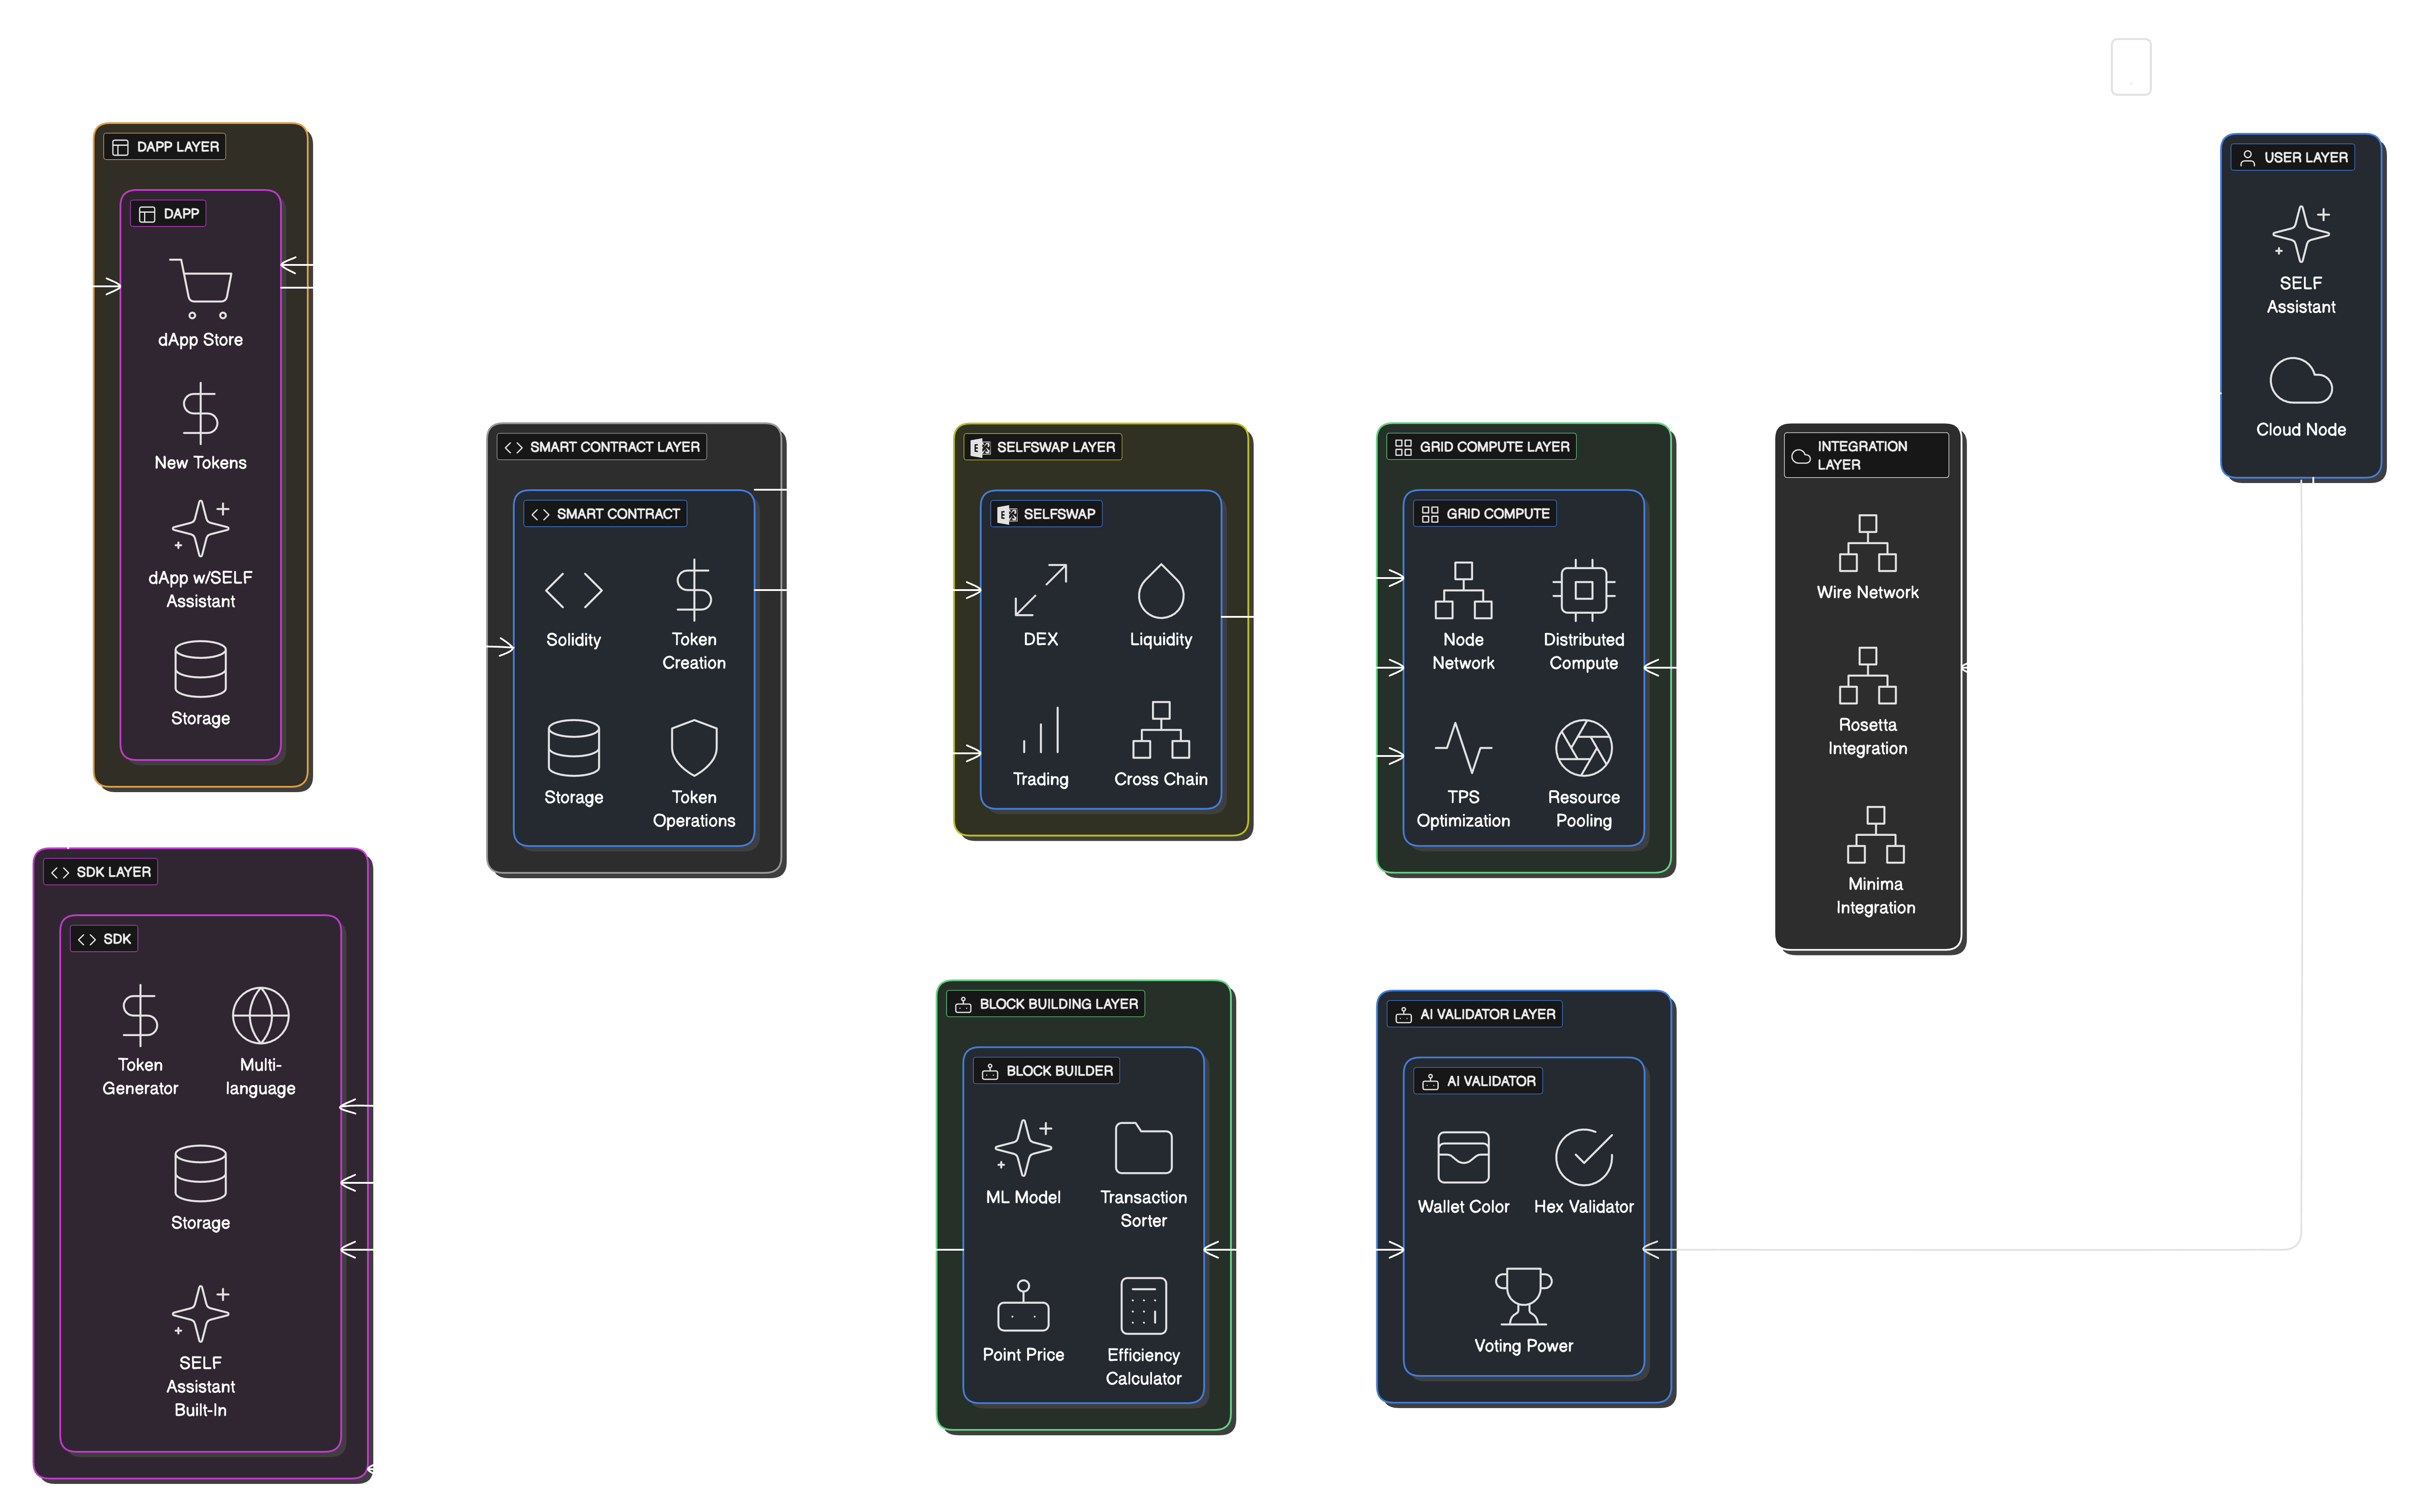 DAPP LAYER
DAPP
dApp Store
New Tokens
dApp w/SELF
Assistant
Storage
USER LAYER
SELF
Assistant
Cloud Node
SMART CONTRACT LAYER
SMART CONTRACT
Solidity
Token
Creation
Storage
Token
Operations
SELFSWAP LAYER
SELFSWAP
DEX
Liquidity
Trading
Cross Chain
GRID COMPUTE LAYER
GRID COMPUTE
Node
Network
Distributed
Compute
TPS
Optimization
Resource
Pooling
INTEGRATION
LAYER
Wire Network
Rosetta
Integration
Minima
Integration
SDK LAYER
SDK
Token
Generator
Multi-
language
Storage
SELF
Assistant
Built-In
BLOCK BUILDING LAYER
BLOCK BUILDER
ML Model
Transaction
Sorter
Point Price
Efficiency
Calculator
AI VALIDATOR LAYER
AI VALIDATOR
Wallet Color
Hex Validator
Voting Power